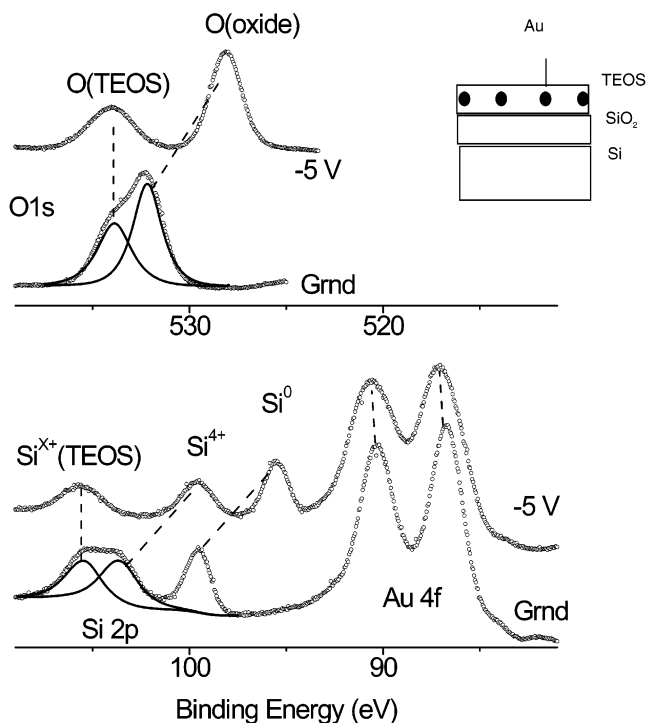 O(oxide)
O(TEOS)
-5 V
O1s
Grnd
530
520
Au
TEOS
SiO₂
Si
Si⁰
Si⁴⁺
Siˣ⁺(TEOS)
-5 V
Au 4f
Si 2p
Grnd
100
90
Binding Energy (eV)